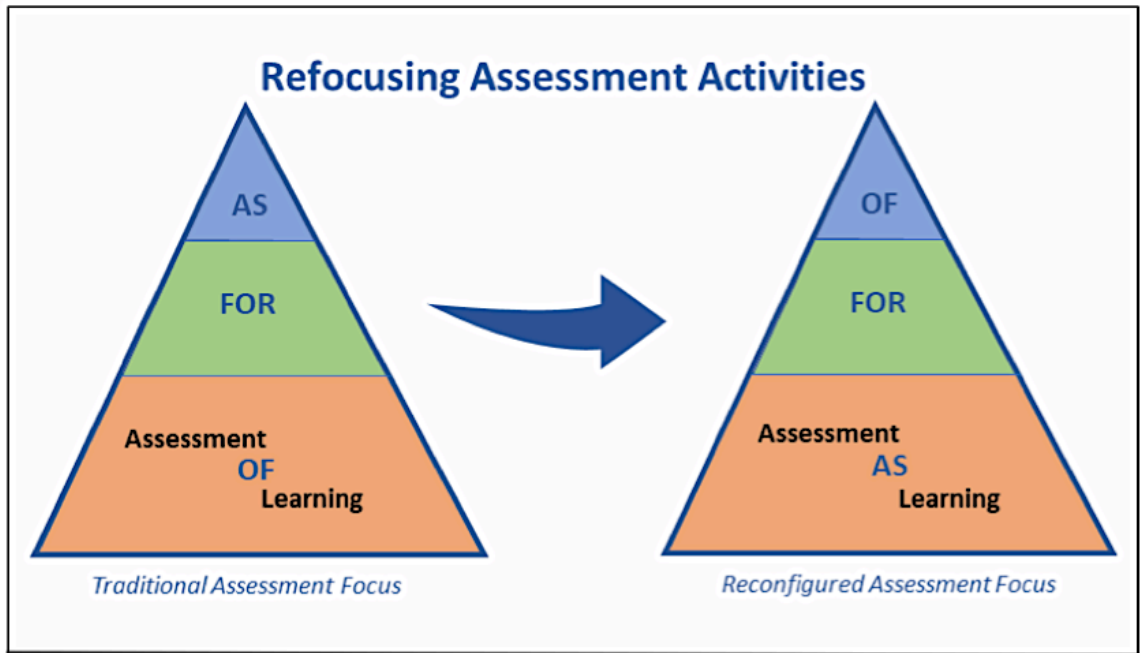 Refocusing Assessment Activities
AS
FOR
Assessment
OF
Learning
Traditional Assessment Focus
OF
FOR
Assessment
AS
Learning
Reconfigured Assessment Focus